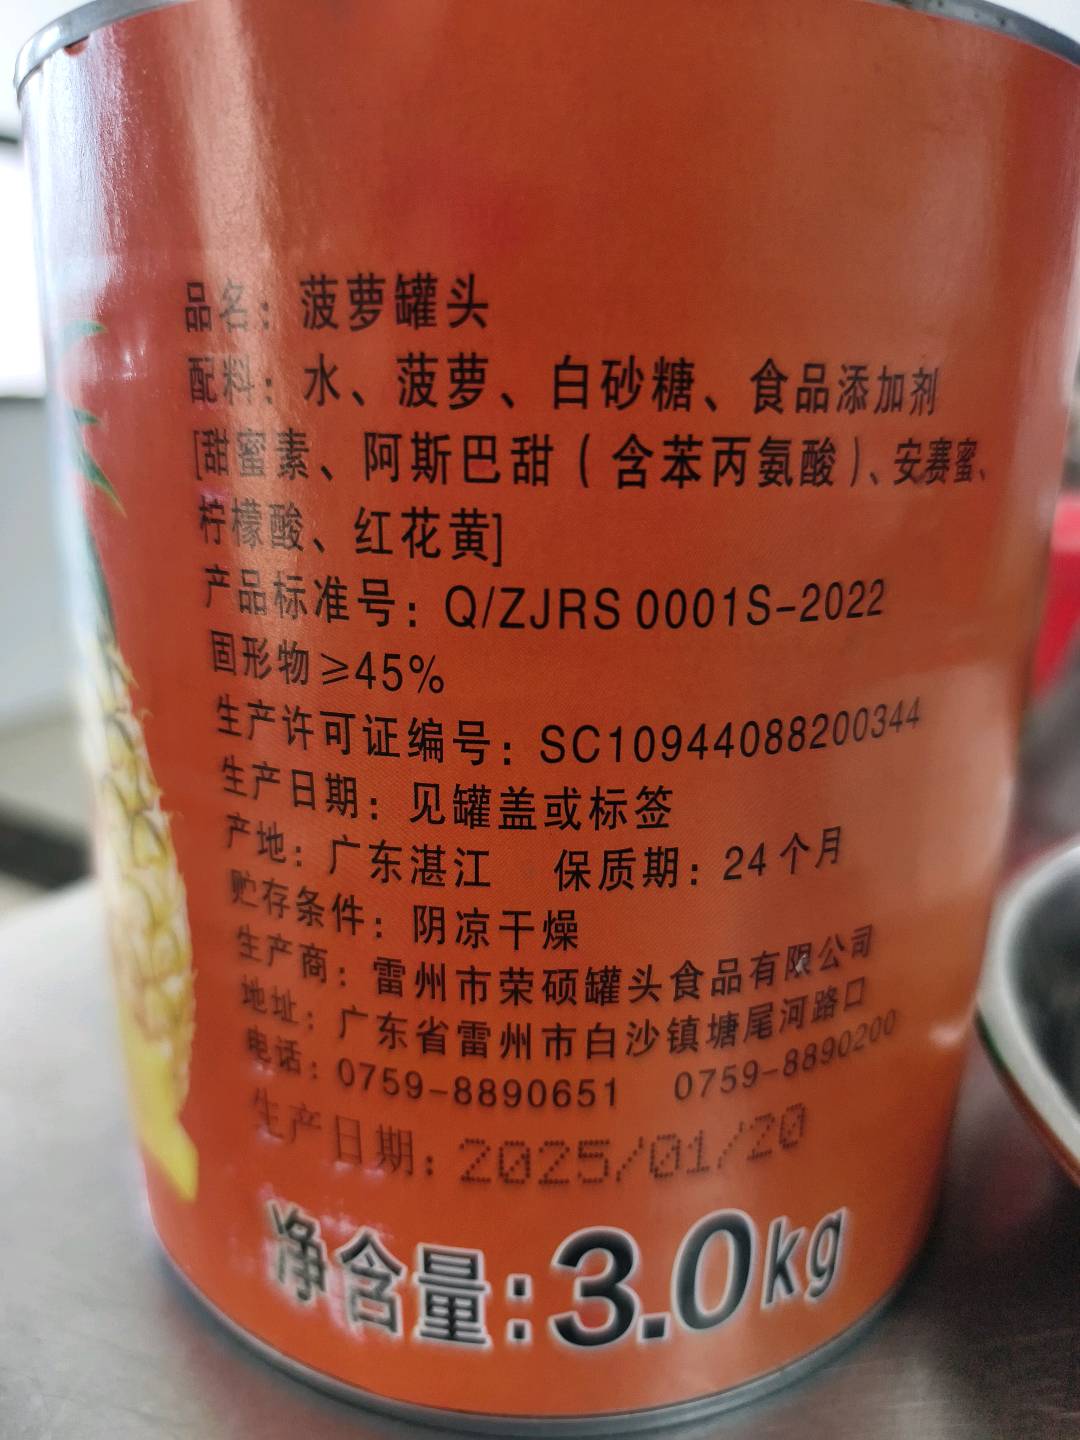 品名：菠萝罐头
配料：水、菠萝、白砂糖、食品添加剂
[甜蜜素、阿斯巴甜（含苯丙氨酸）、安赛蜜、
柠檬酸、红花黄]
产品标准号：Q/ZJRS 0001S-2022
固形物≥45%
生产许可证编号：SC10944088200344
生产日期：见罐盖或标签
产地：广东湛江 保质期：24个月
贮存条件：阴凉干燥
生产商：雷州市荣硕罐头食品有限公司
地址：广东省雷州市白沙镇塘尾河路口
电话：0759-8890651 0759-8890200
生产日期：2025/01/20
净含量：3.0kg